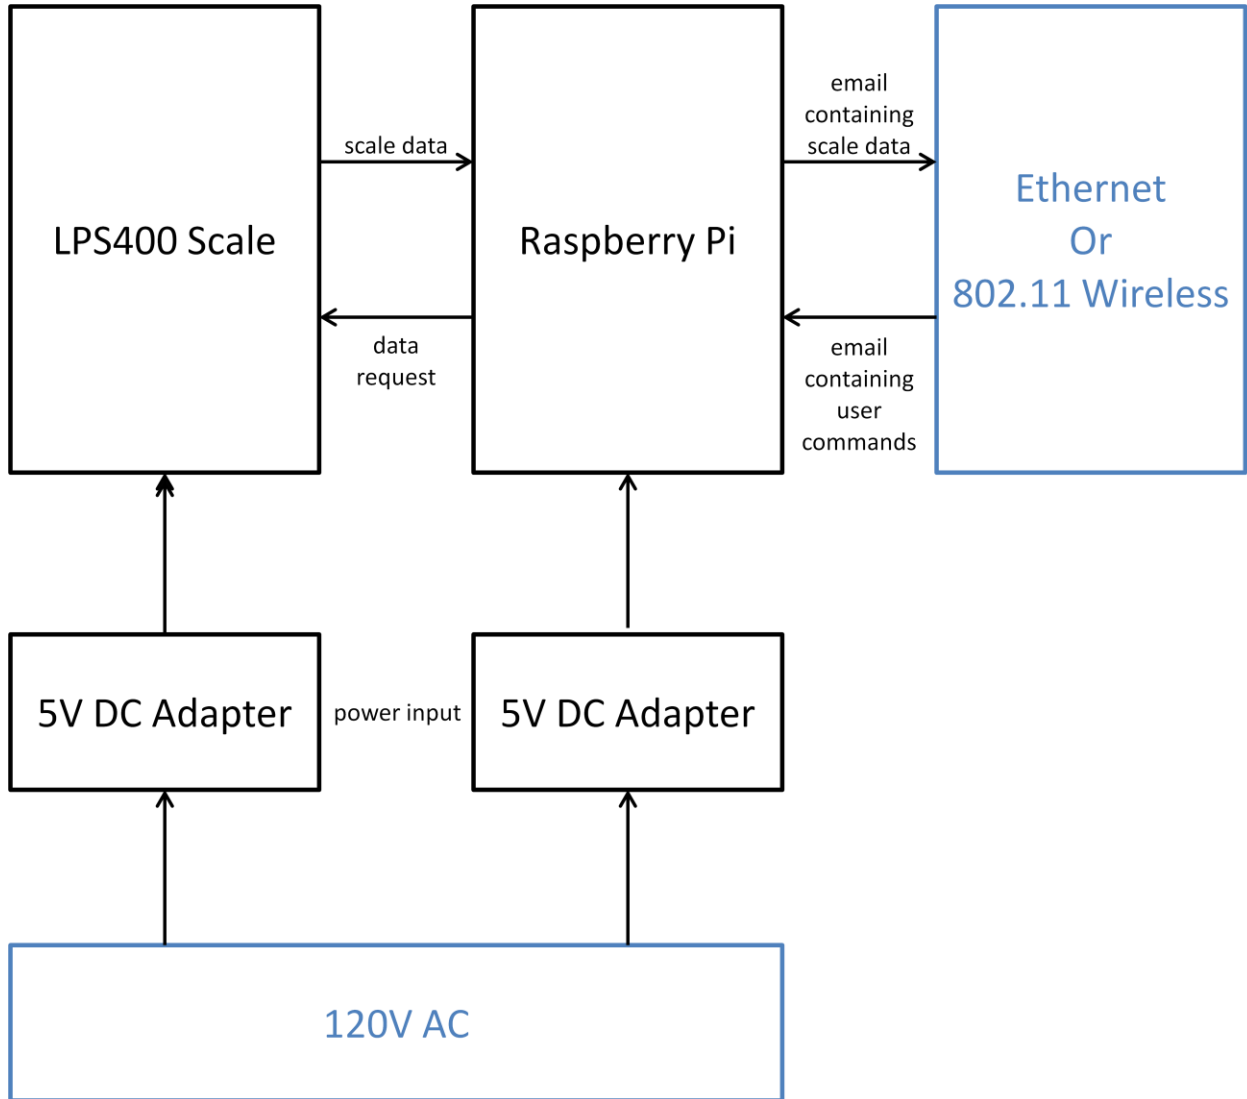 LPS400 Scale
scale data
data
request
Raspberry Pi
email
containing
scale data
email
containing
user
commands
Ethernet
Or
802.11 Wireless
5V DC Adapter
power input
5V DC Adapter
120V AC